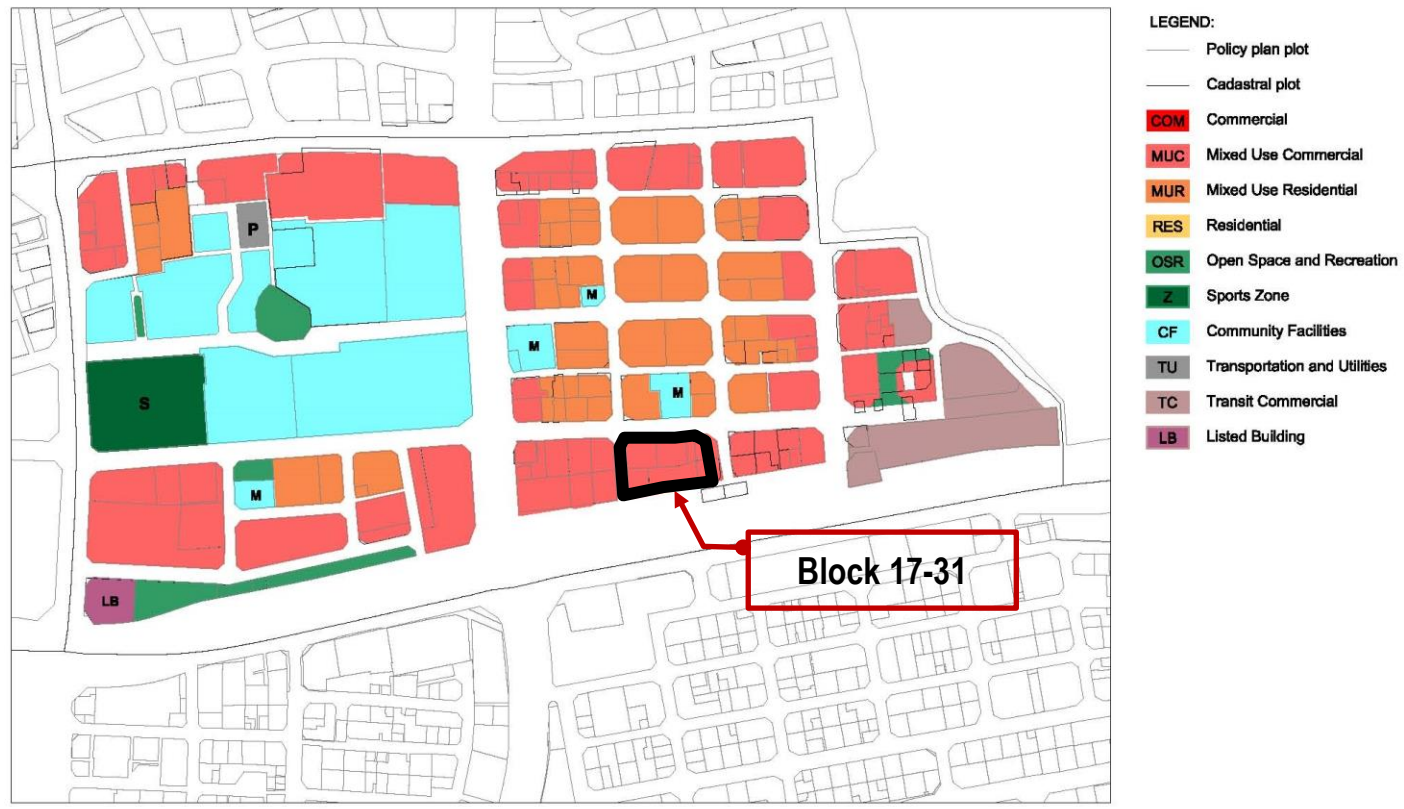 LEGEND:
Policy plan plot
Cadastral plot
COM Commercial
MUC Mixed Use Commercial
MUR Mixed Use Residential
RES Residential
OSR Open Space and Recreation
Z Sports Zone
CF Community Facilities
TU Transportation and Utilities
TC Transit Commercial
LB Listed Building
P
M
M
S
M
M
LB
Block 17-31